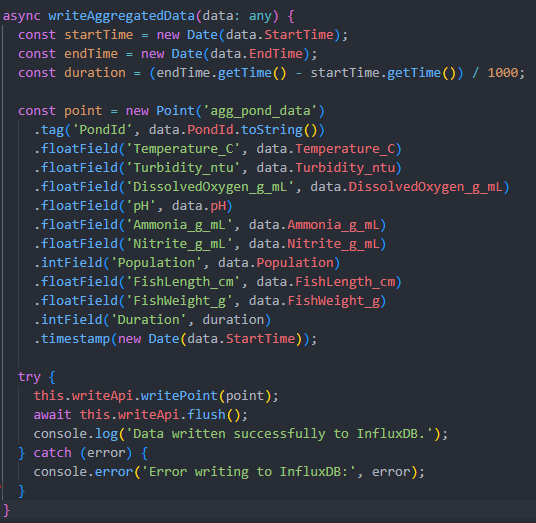 async writeAggregatedData(data: any) {
  const startTime = new Date(data.StartTime);
  const endTime = new Date(data.EndTime);
  const duration = (endTime.getTime() - startTime.getTime()) / 1000;

  const point = new Point('agg_pond_data')
    .tag('PondId', data.PondId.toString())
    .floatField('Temperature_C', data.Temperature_C)
    .floatField('Turbidity_ntu', data.Turbidity_ntu)
    .floatField('DissolvedOxygen_g_mL', data.DissolvedOxygen_g_mL)
    .floatField('pH', data.pH)
    .floatField('Ammonia_g_mL', data.Ammonia_g_mL)
    .floatField('Nitrite_g_mL', data.Nitrite_g_mL)
    .intField('Population', data.Population)
    .floatField('FishLength_cm', data.FishLength_cm)
    .floatField('FishWeight_g', data.FishWeight_g)
    .intField('Duration', duration)
    .timestamp(new Date(data.StartTime));

  try {
    this.writeApi.writePoint(point);
    await this.writeApi.flush();
    console.log('Data written successfully to InfluxDB.');
  } catch (error) {
    console.error('Error writing to InfluxDB:', error);
  }
}